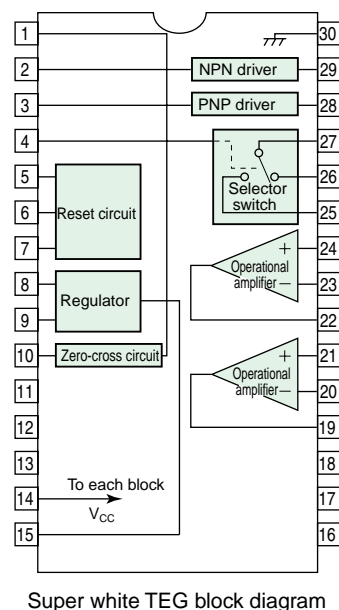 1
30
2
NPN driver
29
3
PNP driver
28
4
27
5
26
Selector
switch
6
Reset circuit
25
7
24
+
Operational
amplifier
−
8
23
Regulator
9
22
10
Zero-cross circuit
21
+
Operational
amplifier
−
11
20
12
19
13
18
To each block
14
17
VCC
15
16
Super white TEG block diagram